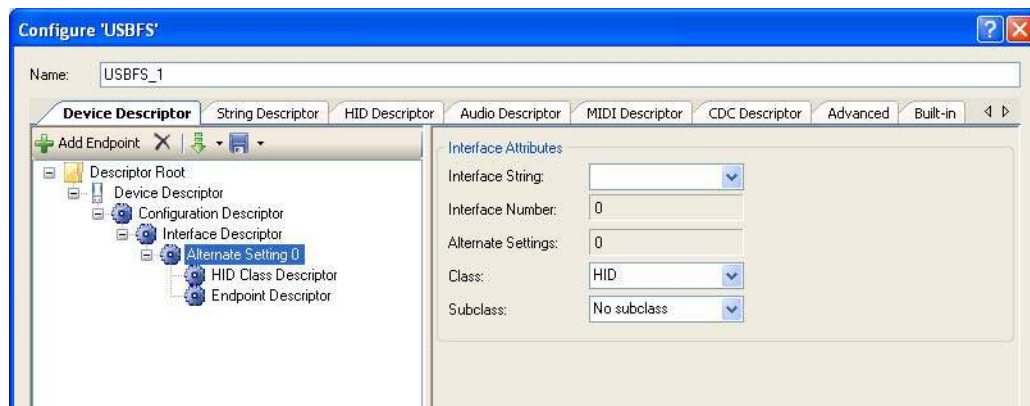 Configure 'USBFS'
Name: USBFS_1
Device Descriptor String Descriptor HID Descriptor Audio Descriptor MIDI Descriptor CDC Descriptor Advanced Built-in
Add Endpoint
Descriptor Root
Device Descriptor
Configuration Descriptor
Interface Descriptor
Alternate Setting 0
HID Class Descriptor
Endpoint Descriptor
Interface Attributes
Interface String:
Interface Number: 0
Alternate Settings: 0
Class: HID
Subclass: No subclass